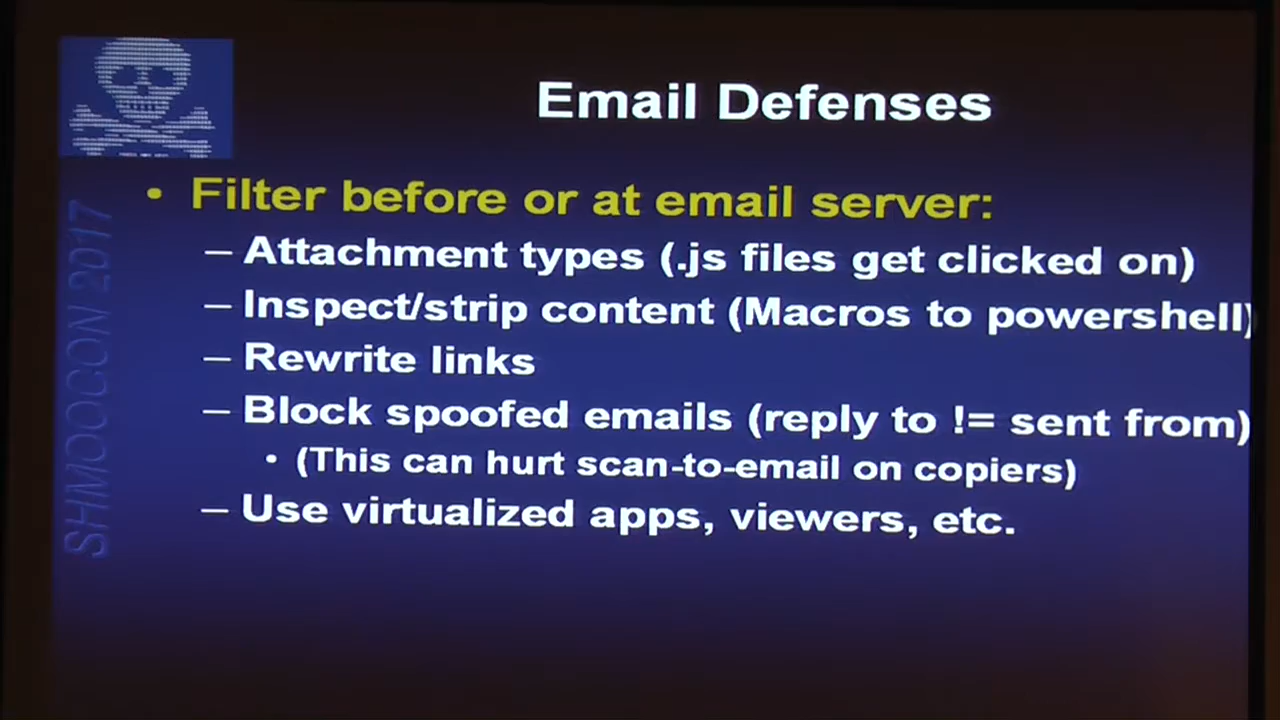 Email Defenses
• Filter before or at email server:
– Attachment types (.js files get clicked on)
– Inspect/strip content (Macros to powershell)
– Rewrite links
– Block spoofed emails (reply to != sent from)
• (This can hurt scan-to-email on copiers)
– Use virtualized apps, viewers, etc.
SHMOOCON 2017